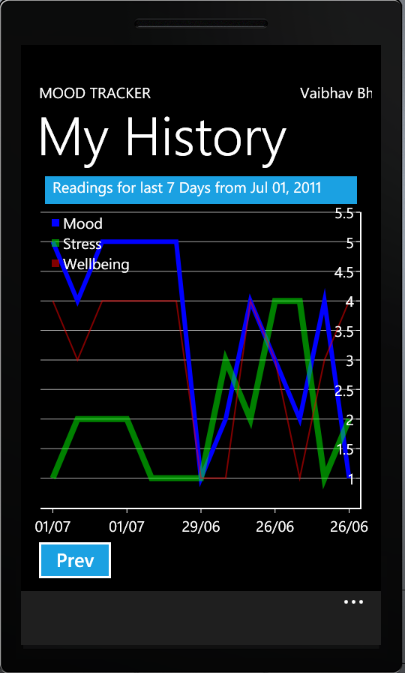 MOOD TRACKER Vaibhav Bh
My History
Readings for last 7 Days from Jul 01, 2011
Mood
Stress
Wellbeing
5.5
5
4.5
4
3.5
3
2.5
2
1.5
1
01/07 01/07 29/06 26/06 26/06
Prev
...